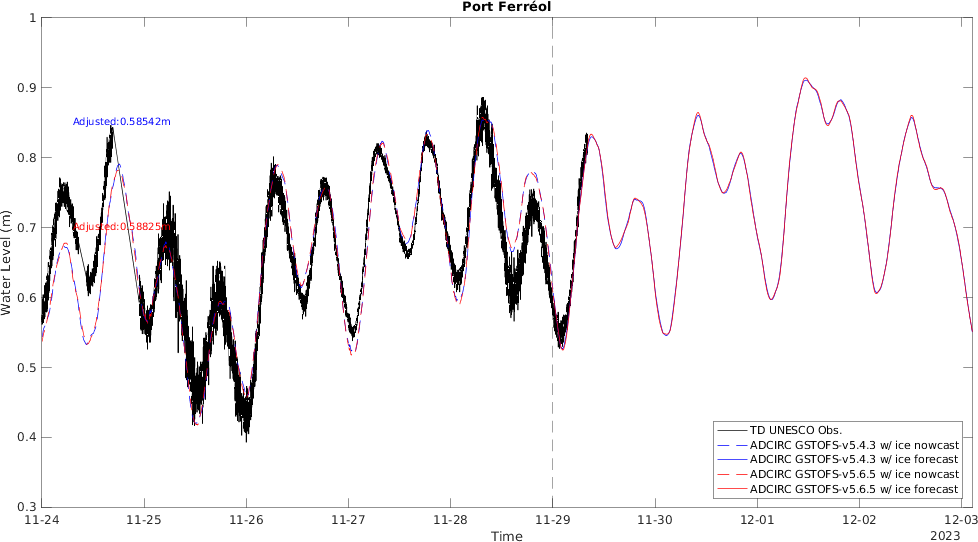 Port Ferréol
1
0.9
0.8
0.7
0.6
0.5
0.4
0.3
Water Level (m)
Adjusted:0.58542m
Adjusted:0.58825m
TD UNESCO Obs.
ADCIRC GSTOFS-v5.4.3 w/ ice nowcast
ADCIRC GSTOFS-v5.4.3 w/ ice forecast
ADCIRC GSTOFS-v5.6.5 w/ ice nowcast
ADCIRC GSTOFS-v5.6.5 w/ ice forecast
11-24 11-25 11-26 11-27 11-28 11-29 11-30 12-01 12-02 12-03
Time
2023